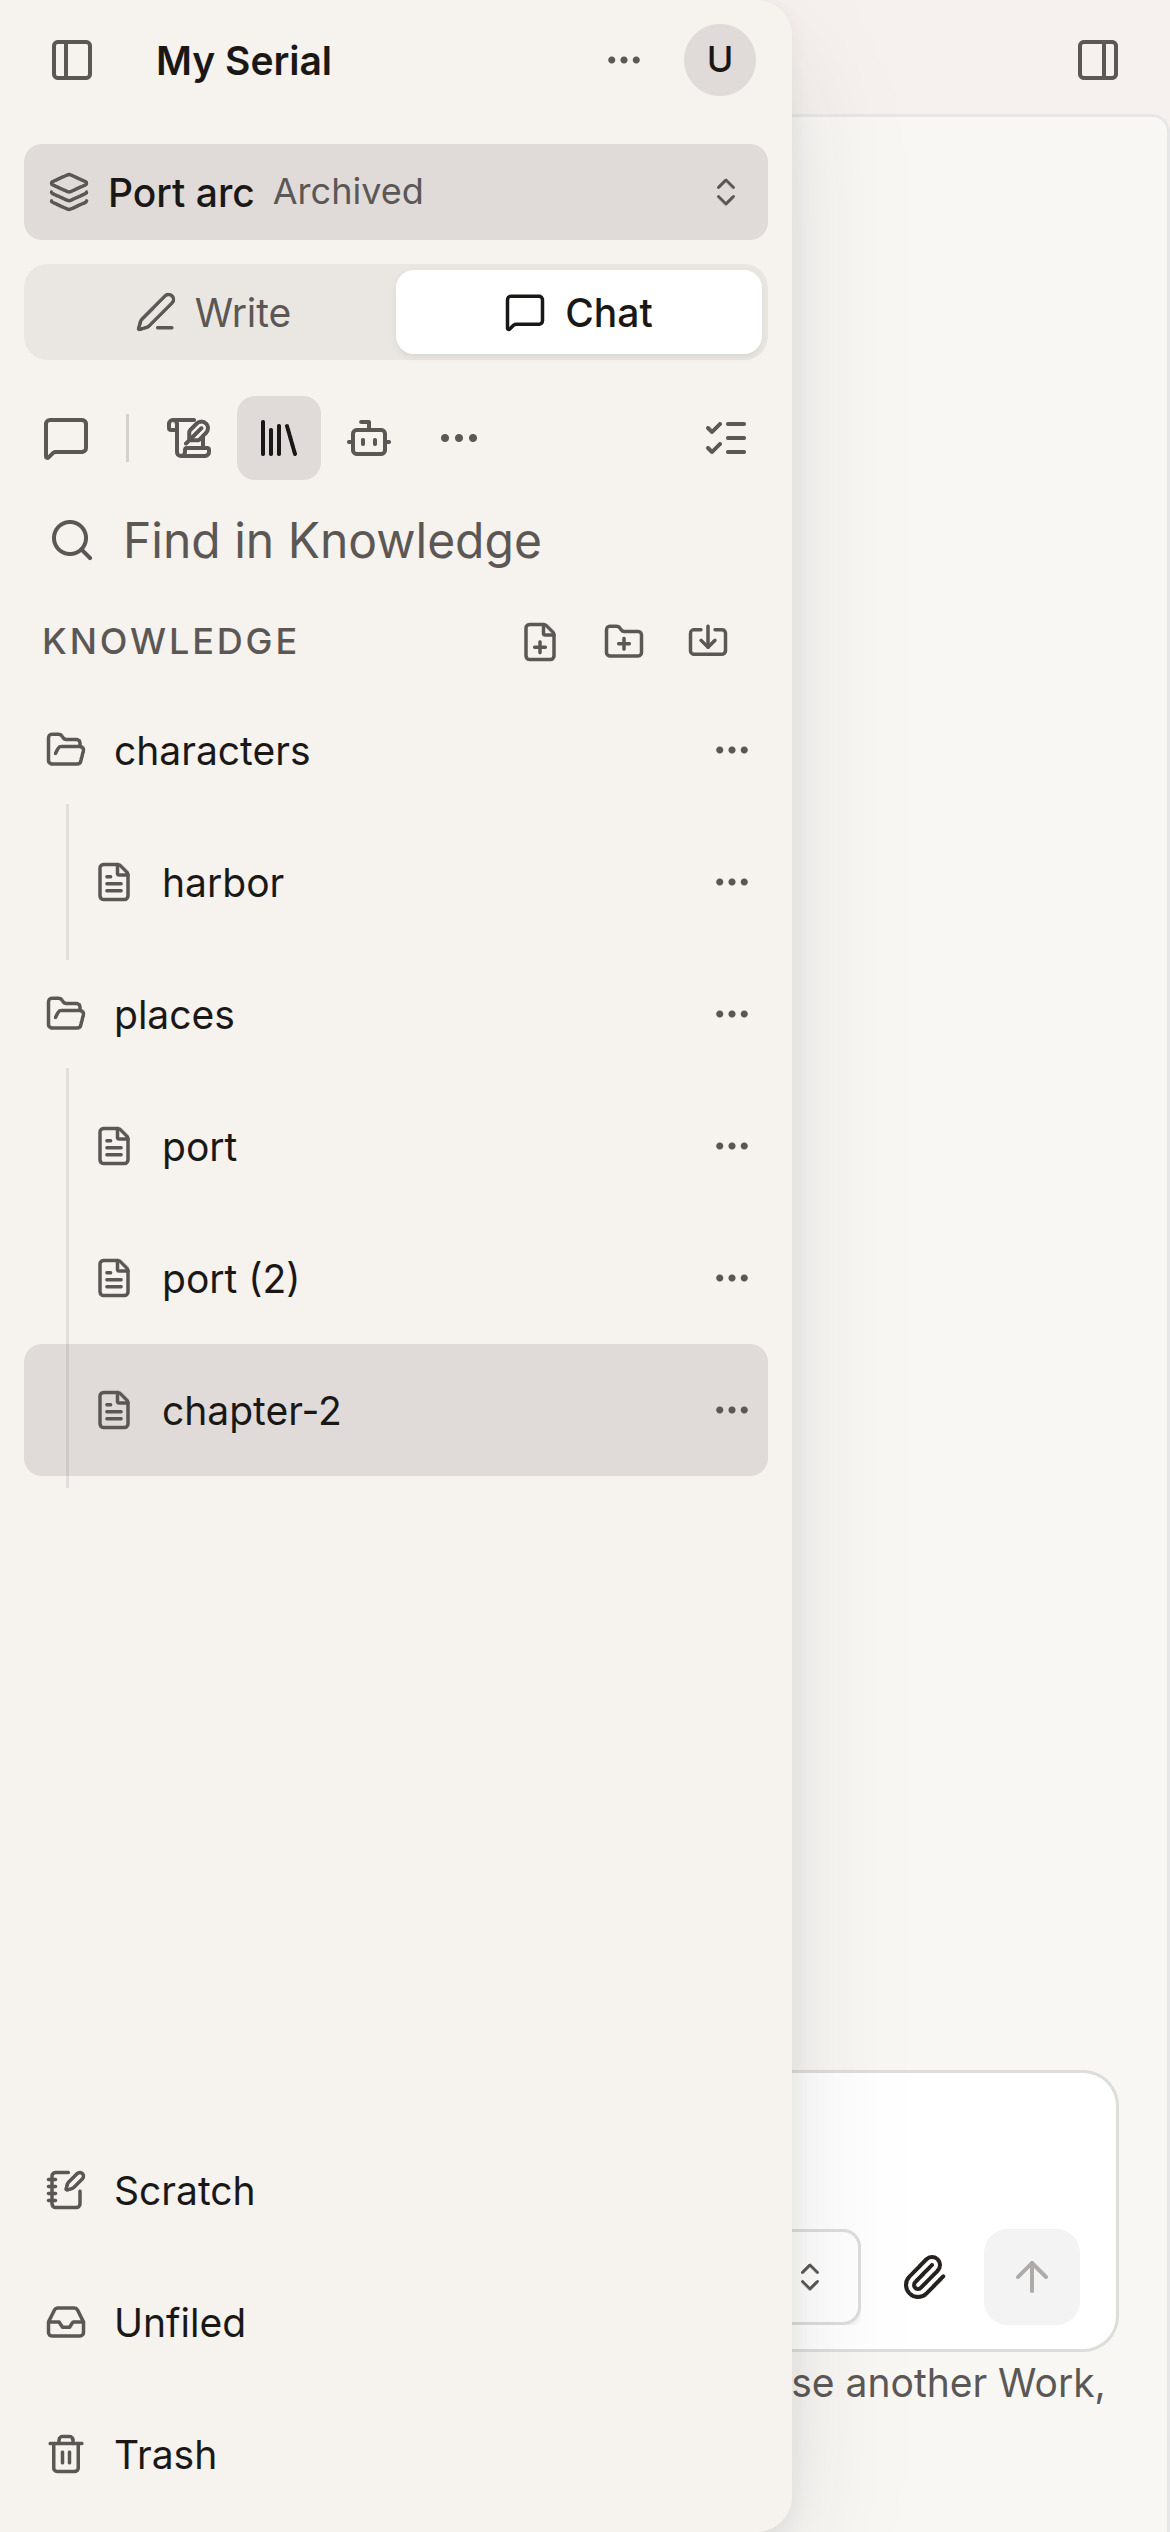 My Serial
U
Port arc Archived
Write
Chat
Find in Knowledge
KNOWLEDGE
characters
harbor
places
port
port (2)
chapter-2
Scratch
Unfiled
se another Work,
Trash